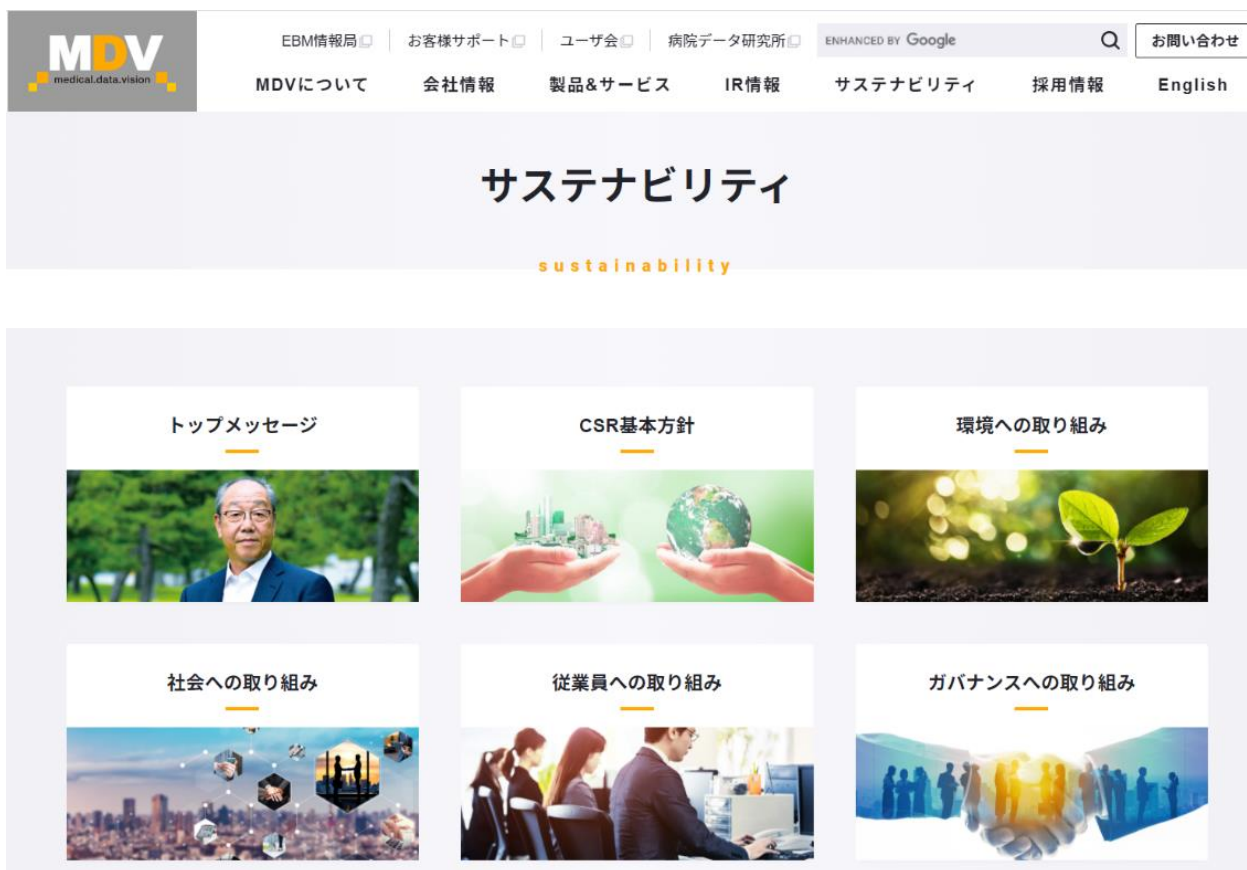 MDV
medical.data.vision
EBM情報局
お客様サポート
ユーザ会
病院データ研究所
ENHANCED BY Google
お問い合わせ
MDVについて
会社情報
製品&サービス
IR情報
サステナビリティ
採用情報
English
サステナビリティ
sustainability
トップメッセージ
CSR基本方針
環境への取り組み
社会への取り組み
従業員への取り組み
ガバナンスへの取り組み